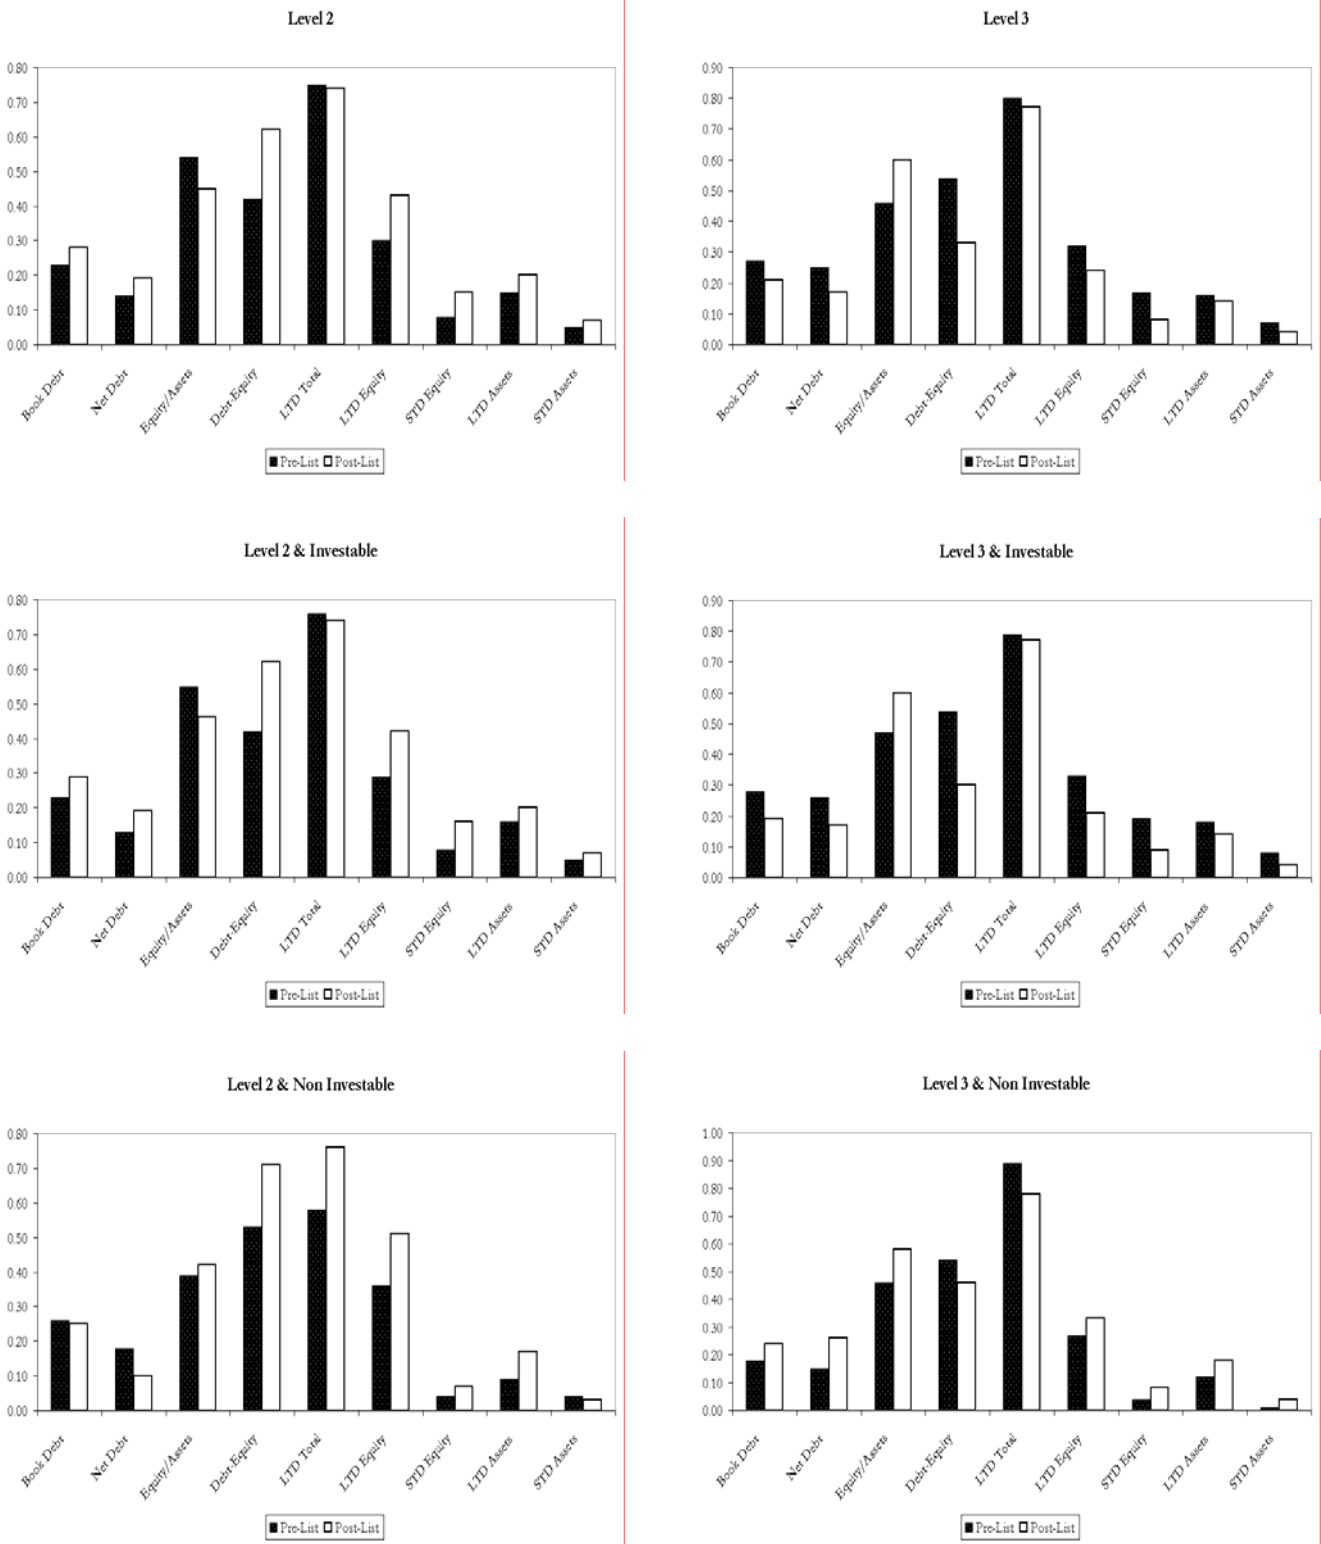 Level 2
0.80
0.70
0.60
0.50
0.40
0.30
0.20
0.10
0.00
Book Debt
Net Debt
Equity/Assets
Debt-Equity
LTD Total
LTD Equity
STD Equity
LTD Assets
STD Assets
Pre-List Post-List
Level 3
0.90
0.80
0.70
0.60
0.50
0.40
0.30
0.20
0.10
0.00
Book Debt
Net Debt
Equity/Assets
Debt-Equity
LTD Total
LTD Equity
STD Equity
LTD Assets
STD Assets
Pre-List Post-List
Level 2 & Investable
0.80
0.70
0.60
0.50
0.40
0.30
0.20
0.10
0.00
Book Debt
Net Debt
Equity/Assets
Debt-Equity
LTD Total
LTD Equity
STD Equity
LTD Assets
STD Assets
Pre-List Post-List
Level 3 & Investable
0.90
0.80
0.70
0.60
0.50
0.40
0.30
0.20
0.10
0.00
Book Debt
Net Debt
Equity/Assets
Debt-Equity
LTD Total
LTD Equity
STD Equity
LTD Assets
STD Assets
Pre-List Post-List
Level 2 & Non Investable
0.80
0.70
0.60
0.50
0.40
0.30
0.20
0.10
0.00
Book Debt
Net Debt
Equity/Assets
Debt-Equity
LTD Total
LTD Equity
STD Equity
LTD Assets
STD Assets
Pre-List Post-List
Level 3 & Non Investable
1.00
0.90
0.80
0.70
0.60
0.50
0.40
0.30
0.20
0.10
0.00
Book Debt
Net Debt
Equity/Assets
Debt-Equity
LTD Total
LTD Equity
STD Equity
LTD Assets
STD Assets
Pre-List Post-List